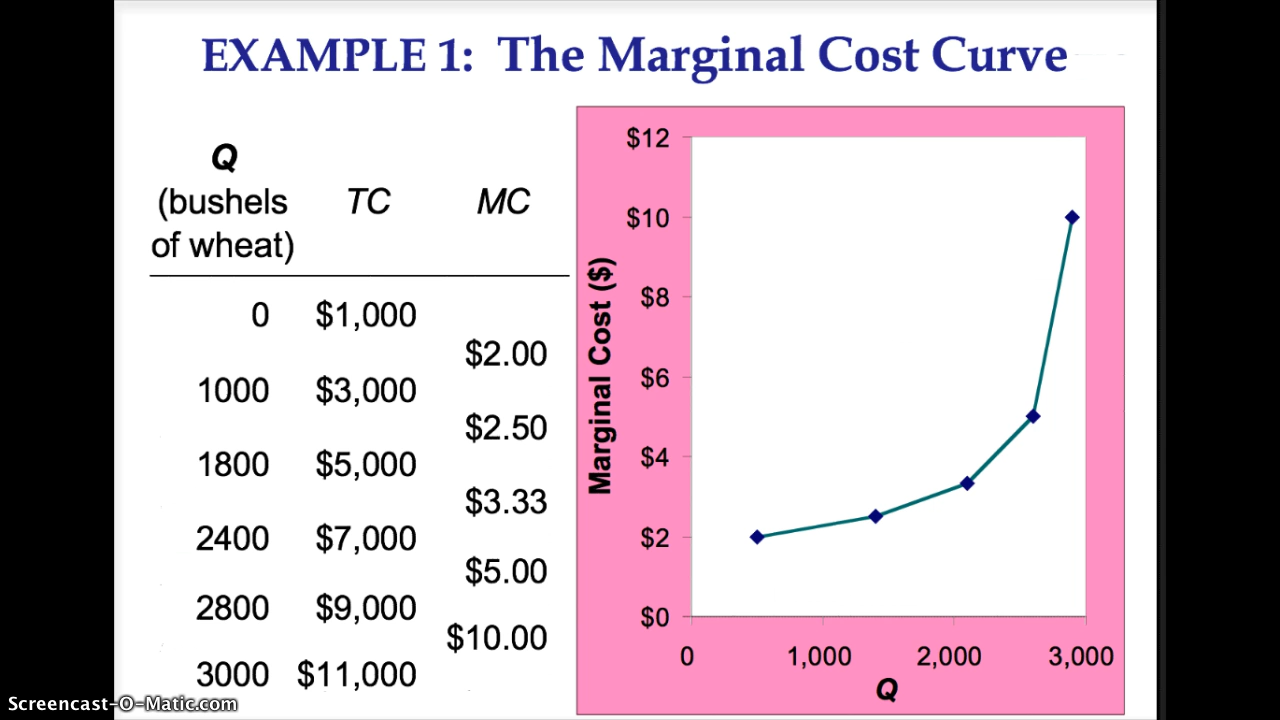 EXAMPLE 1: The Marginal Cost Curve
Q
(bushels
of wheat)
TC
MC
0 $1,000
$2.00
1000 $3,000
$2.50
1800 $5,000
$3.33
2400 $7,000
$5.00
2800 $9,000
$10.00
3000 $11,000
Marginal Cost ($)
$12
$10
$8
$6
$4
$2
$0
0 1,000 2,000 3,000
Q
Screencast-O-Matic.com